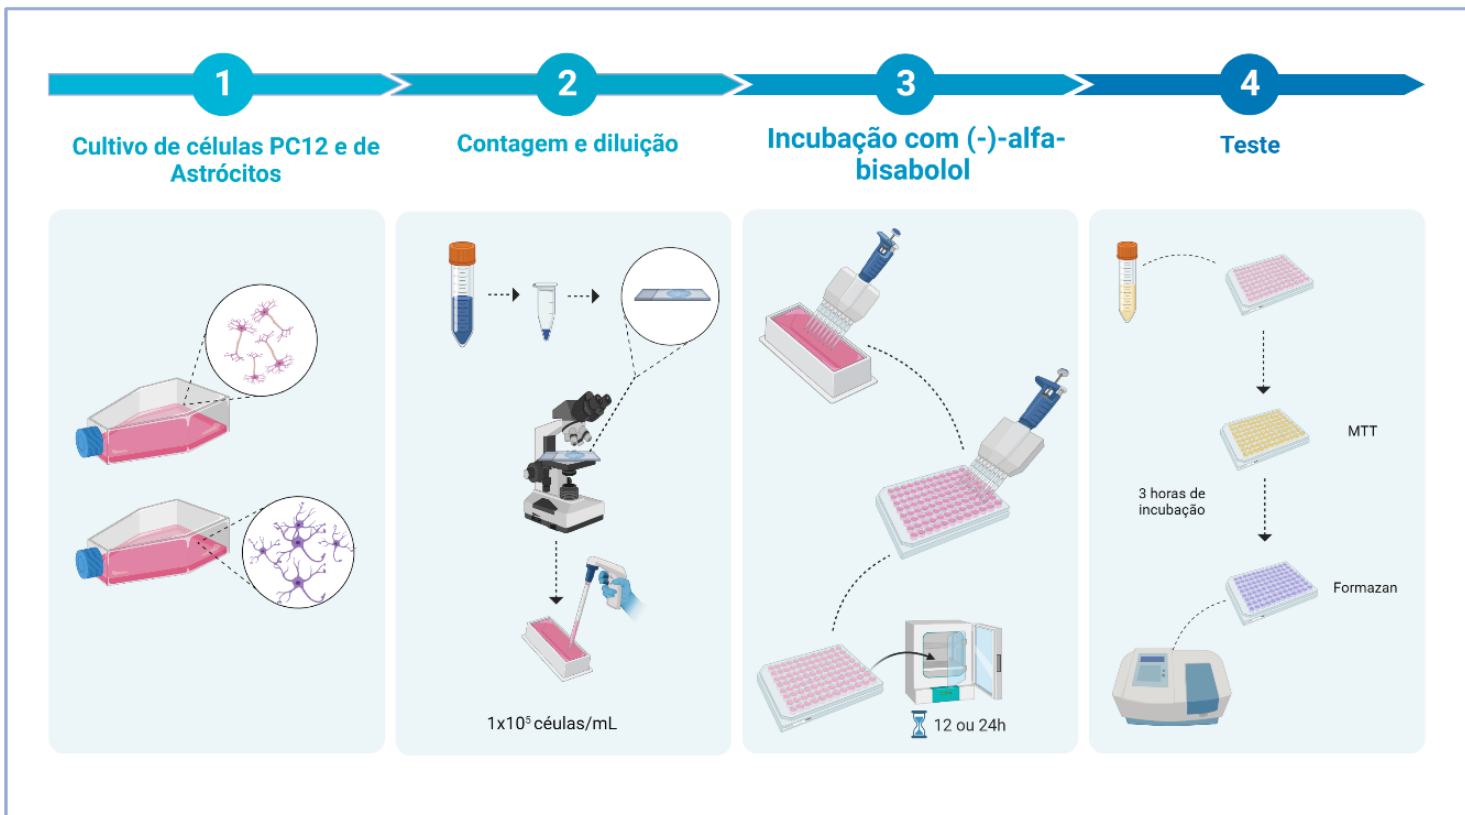 1
2
3
4
Cultivo de células PC12 e de
Astrócitos
Contagem e diluição
Incubação com (-)-alfa-
bisabolol
Teste
1x10⁵ céulas/mL
12 ou 24h
MTT
3 horas de
incubação
Formazan